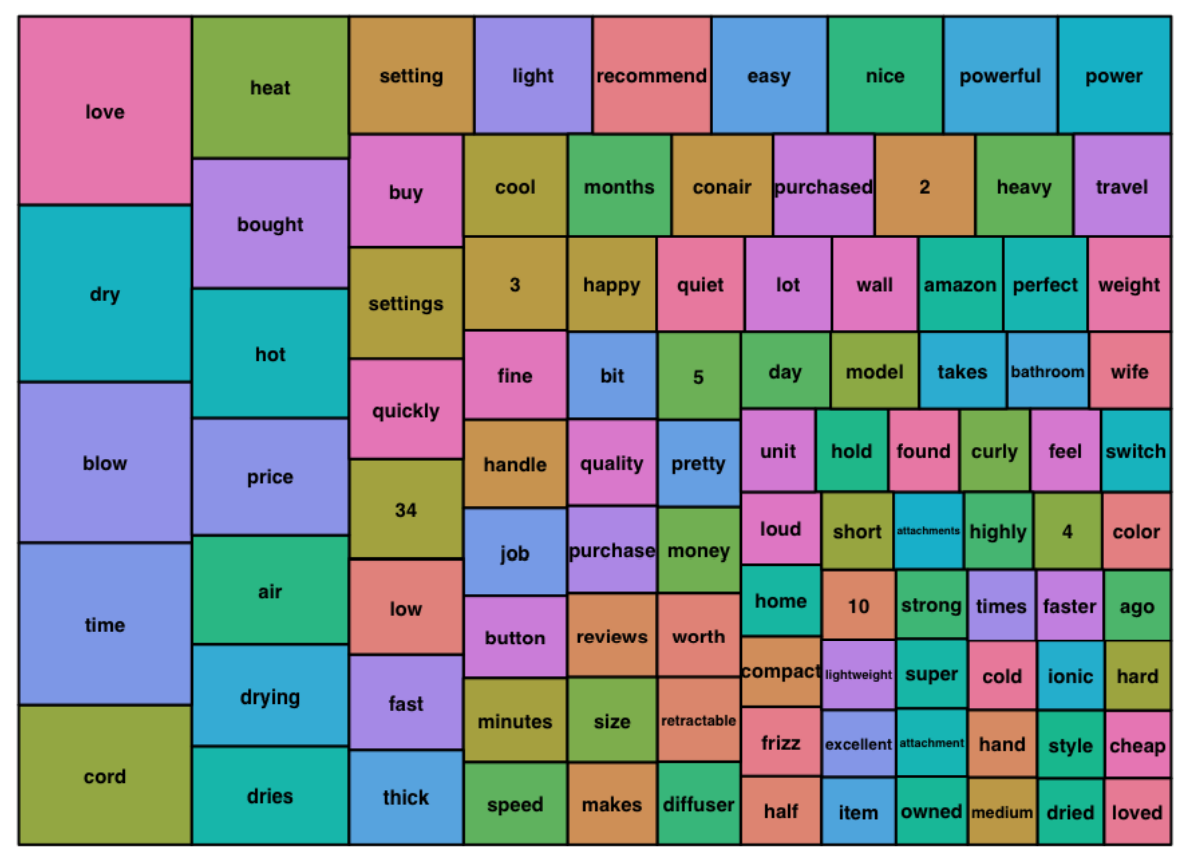 love
dry
blow
time
cord
heat
bought
hot
price
air
drying
dries
setting
light
recommend
easy
nice
powerful
power
buy
settings
quickly
34
low
fast
thick
cool
months
conair
purchased
2
heavy
travel
3
happy
quiet
lot
wall
amazon
perfect
weight
fine
handle
job
button
minutes
speed
bit
quality
purchase
reviews
size
makes
5
pretty
money
worth
retractable
diffuser
day
model
takes
bathroom
wife
unit
hold
found
curly
feel
switch
loud
home
compact
frizz
half
short
attachments
highly
4
color
10
strong
times
faster
ago
lightweight
super
cold
ionic
hard
excellent
attachment
hand
style
cheap
item
owned
medium
dried
loved